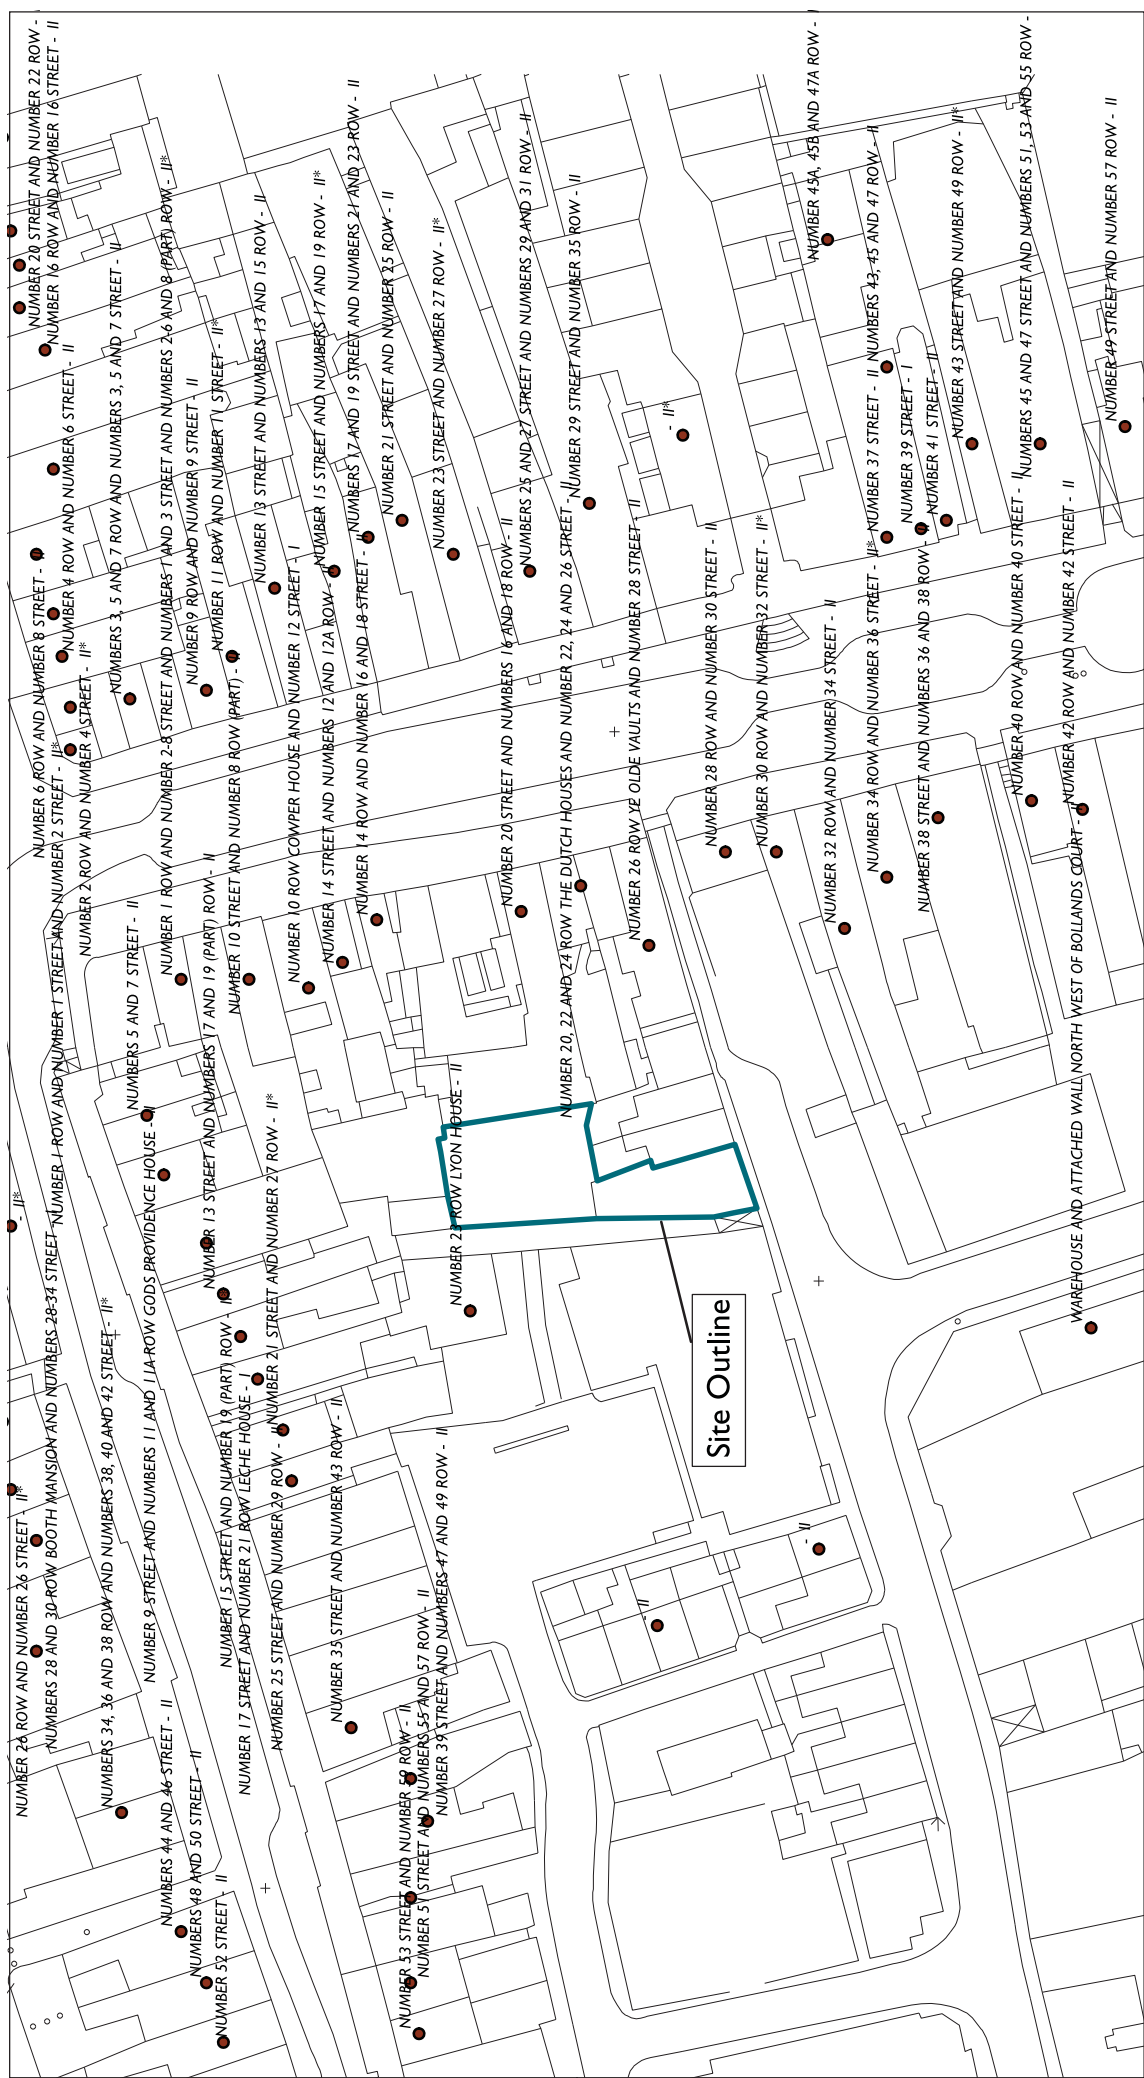 NUMBER 20 STREET AND NUMBER 22 ROW -
NUMBER 16 ROW AND NUMBER 16 STREET - II
NUMBER 6 ROW AND NUMBER 8 STREET - II
NUMBER 4 ROW AND NUMBER 6 STREET - II
NUMBER 2 ROW AND NUMBER 4 STREET - II*
NUMBERS 3, 5 AND 7 ROW AND NUMBERS 3, 5 AND 7 STREET - II
NUMBER 1 ROW AND NUMBER 1 STREET AND NUMBER 2 STREET - II*
NUMBER 1 ROW AND NUMBER 2-8 STREET AND NUMBERS 1 AND 3 STREET AND NUMBERS 2-6 AND 8 (PART) ROW - II*
NUMBER 9 ROW AND NUMBER 9 STREET - II
NUMBER 11 ROW AND NUMBER 11 STREET - II*
NUMBER 13 STREET AND NUMBERS 13 AND 15 ROW - II
NUMBER 15 STREET AND NUMBERS 17 AND 19 ROW - II*
NUMBERS 17 AND 19 STREET AND NUMBERS 21 AND 23 ROW - II
NUMBER 21 STREET AND NUMBER 25 ROW - II
NUMBER 23 STREET AND NUMBER 27 ROW - II*
NUMBERS 25 AND 27 STREET AND NUMBERS 29 AND 31 ROW - II
NUMBER 29 STREET AND NUMBER 35 ROW - II
- II*
NUMBER 45A, 45B AND 47A ROW - I
NUMBERS 43, 45 AND 47 ROW - II
NUMBER 37 STREET - II
NUMBER 39 STREET - I
NUMBER 41 STREET - II
NUMBER 43 STREET AND NUMBER 49 ROW - II*
NUMBERS 45 AND 47 STREET AND NUMBERS 51, 53 AND 55 ROW -
NUMBER 49 STREET AND NUMBER 57 ROW - II
NUMBERS 5 AND 7 STREET - II
NUMBER 10 STREET AND NUMBER 8 ROW (PART) - II
NUMBER 10 ROW COWPER HOUSE AND NUMBER 12 STREET - I
NUMBER 14 STREET AND NUMBERS 12 AND 12A ROW - II
NUMBER 14 ROW AND NUMBER 16 AND 18 STREET - II
NUMBER 20 STREET AND NUMBERS 16 AND 18 ROW - II
NUMBER 20, 22 AND 24 ROW THE DUTCH HOUSES AND NUMBER 22, 24 AND 26 STREET - II
NUMBER 26 ROW YE OLDE VAULTS AND NUMBER 28 STREET - II
NUMBER 28 ROW AND NUMBER 30 STREET - II
NUMBER 30 ROW AND NUMBER 32 STREET - II*
NUMBER 32 ROW AND NUMBER 34 STREET - II
NUMBER 34 ROW AND NUMBER 36 STREET - II*
NUMBER 38 STREET AND NUMBERS 36 AND 38 ROW - II
NUMBER 40 ROW AND NUMBER 40 STREET - II
NUMBER 42 ROW AND NUMBER 42 STREET - II
WAREHOUSE AND ATTACHED WALL NORTH WEST OF BOLLANDS COURT - II
- II*
NUMBER 26 ROW AND NUMBER 26 STREET - II*
NUMBERS 28 AND 30 ROW BOOTH MANSION AND NUMBERS 28-34 STREET -
NUMBERS 34, 36 AND 38 ROW AND NUMBERS 38, 40 AND 42 STREET - II*
NUMBERS 44 AND 46 STREET - II
NUMBERS 48 AND 50 STREET - II
NUMBER 52 STREET - II
NUMBER 9 STREET AND NUMBERS 11 AND 11A ROW GODS PROVIDENCE HOUSE - II
NUMBER 13 STREET AND NUMBERS 17 AND 19 (PART) ROW - II
NUMBER 15 STREET AND NUMBER 19 (PART) ROW - II*
NUMBER 17 STREET AND NUMBER 21 ROW LECHE HOUSE - I
NUMBER 21 STREET AND NUMBER 27 ROW - II*
NUMBER 25 STREET AND NUMBER 29 ROW - II
NUMBER 35 STREET AND NUMBER 43 ROW - II
NUMBER 39 STREET AND NUMBERS 47 AND 49 ROW - II
NUMBER 51 STREET AND NUMBERS 55 AND 57 ROW - II
NUMBER 53 STREET AND NUMBER 59 ROW - II
NUMBER 23 ROW LYON HOUSE - II
Site Outline
- II
- II